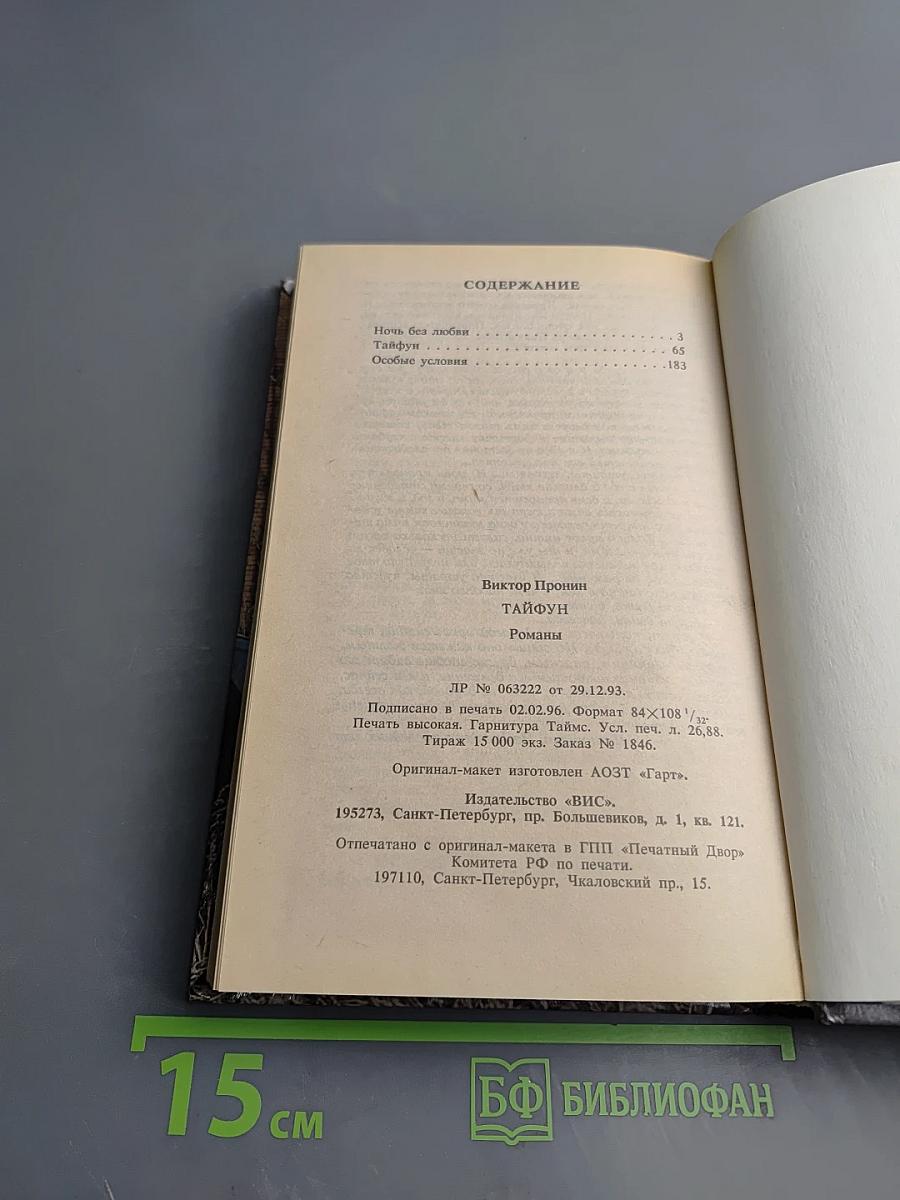 СОДЕРЖАНИЕ
Ночь без любви . . . . . . . . . . . . . . . . . . . . . 3
Тайфун . . . . . . . . . . . . . . . . . . . . . . . . . 65
Особые условия . . . . . . . . . . . . . . . . . . . .183
Виктор Пронин
ТАЙФУН
Романы
ЛР № 063222 от 29.12.93.
Подписано в печать 02.02.96. Формат 84×108 1/32.
Печать высокая. Гарнитура Таймс. Усл. печ. л. 26,88.
Тираж 15 000 экз. Заказ № 1846.
Оригинал-макет изготовлен АОЗТ «Гарт».
Издательство «ВИС».
195273, Санкт-Петербург, пр. Большевиков, д. 1, кв. 121.
Отпечатано с оригинал-макета в ГПП «Печатный Двор»
Комитета РФ по печати.
197110, Санкт-Петербург, Чкаловский пр., 15.
15 см
БФ БИБЛИОФАН